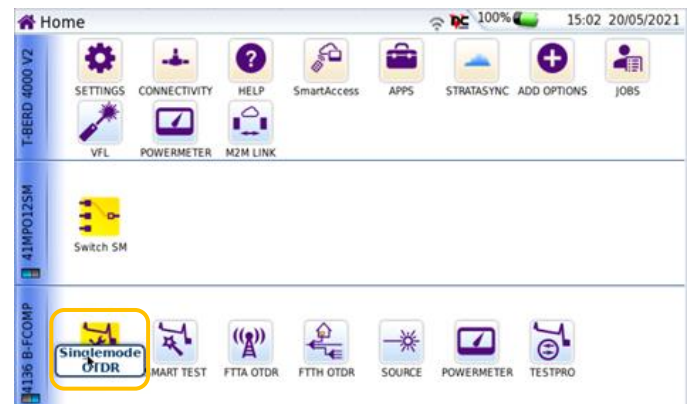 Home
100%
15:02 20/05/2021
T-BERD 4000 V2
SETTINGS CONNECTIVITY HELP SmartAccess APPS STRATASYNC ADD OPTIONS JOBS
VFL POWERMETER M2M LINK
41MPO12SM
Switch SM
4136 B-FCOMP
Singlemode
OTDR
MART TEST FTTA OTDR FTTH OTDR SOURCE POWERMETER TESTPRO